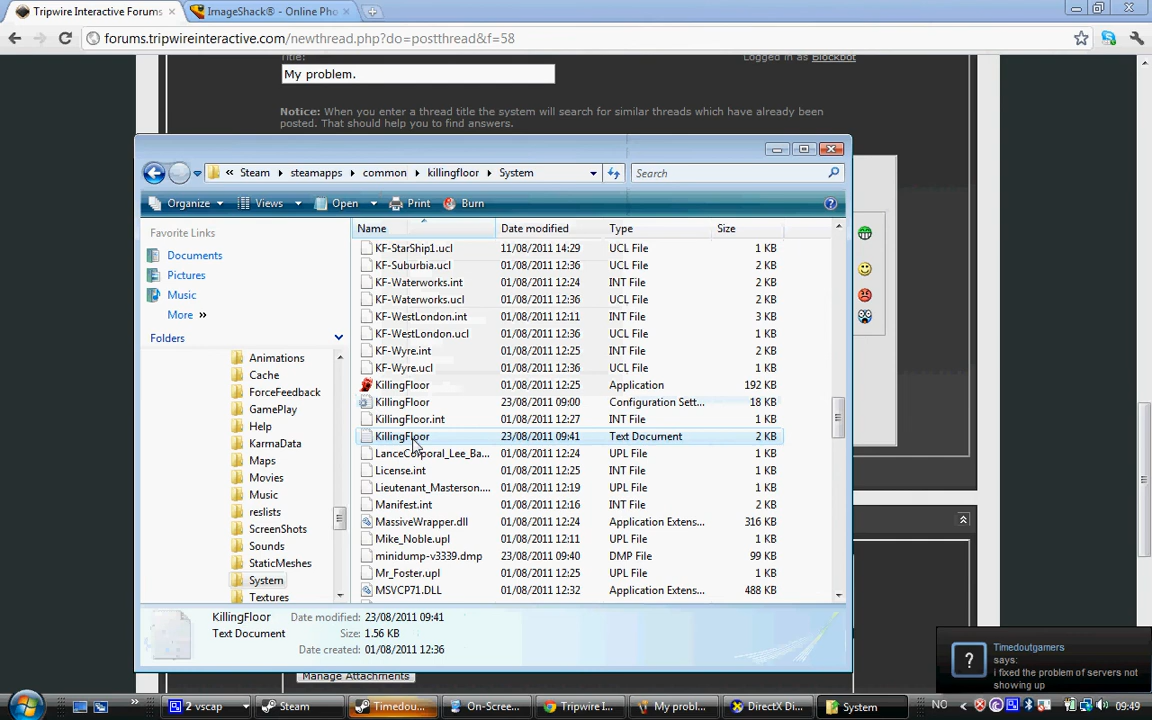 Tripwire Interactive Forums
ImageShack® - Online Pho
forums.tripwireinteractive.com/newthread.php?do=postthread&f=58
Title:
Logged in as Blockbot
My problem.
Notice: When you enter a thread title the system will search for similar threads which have already been
posted. That should help you to find answers.
Steam steamapps common killingfloor System
Search
Organize Views Open Print Burn
Favorite Links
Documents
Pictures
Music
More »
Folders
Animations
Cache
ForceFeedback
GamePlay
Help
KarmaData
Maps
Movies
Music
reslists
ScreenShots
Sounds
StaticMeshes
System
Textures
Name Date modified Type Size
KF-StarShip1.ucl 11/08/2011 14:29 UCL File 1 KB
KF-Suburbia.ucl 01/08/2011 12:36 UCL File 2 KB
KF-Waterworks.int 01/08/2011 12:24 INT File 2 KB
KF-Waterworks.ucl 01/08/2011 12:36 UCL File 2 KB
KF-WestLondon.int 01/08/2011 12:11 INT File 3 KB
KF-WestLondon.ucl 01/08/2011 12:36 UCL File 2 KB
KF-Wyre.int 01/08/2011 12:25 INT File 2 KB
KF-Wyre.ucl 01/08/2011 12:36 UCL File 2 KB
KillingFloor 01/08/2011 12:25 Application 192 KB
KillingFloor 23/08/2011 09:00 Configuration Sett... 18 KB
KillingFloor.int 01/08/2011 12:27 INT File 1 KB
KillingFloor 23/08/2011 09:41 Text Document 2 KB
LanceCorporal_Lee_Ba... 01/08/2011 12:24 UPL File 1 KB
License.int 01/08/2011 12:25 INT File 1 KB
Lieutenant_Masterson.... 01/08/2011 12:19 UPL File 1 KB
Manifest.int 01/08/2011 12:16 INT File 2 KB
MassiveWrapper.dll 01/08/2011 12:24 Application Extens... 316 KB
Mike_Noble.upl 01/08/2011 12:11 UPL File 1 KB
minidump-v3339.dmp 23/08/2011 09:40 DMP File 99 KB
Mr_Foster.upl 01/08/2011 12:25 UPL File 1 KB
MSVCP71.DLL 01/08/2011 12:32 Application Extens... 488 KB
KillingFloor Date modified: 23/08/2011 09:41
Text Document Size: 1.56 KB
Date created: 01/08/2011 12:36
Manage Attachments
Timedoutgamers
says:
i fixed the problem of servers not
showing up
2 vscap
Steam
Timedou...
On-Scree...
Tripwire I...
My probl...
DirectX Di...
System
NO
09:49